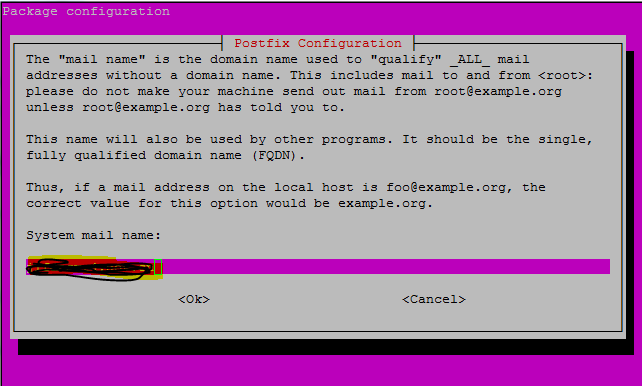 Package configuration
Postfix Configuration
The "mail name" is the domain name used to "qualify" _ALL_ mail
addresses without a domain name. This includes mail to and from <root>:
please do not make your machine send out mail from root@example.org
unless root@example.org has told you to.
This name will also be used by other programs. It should be the single,
fully qualified domain name (FQDN).
Thus, if a mail address on the local host is foo@example.org, the
correct value for this option would be example.org.
System mail name:
<Ok> <Cancel>